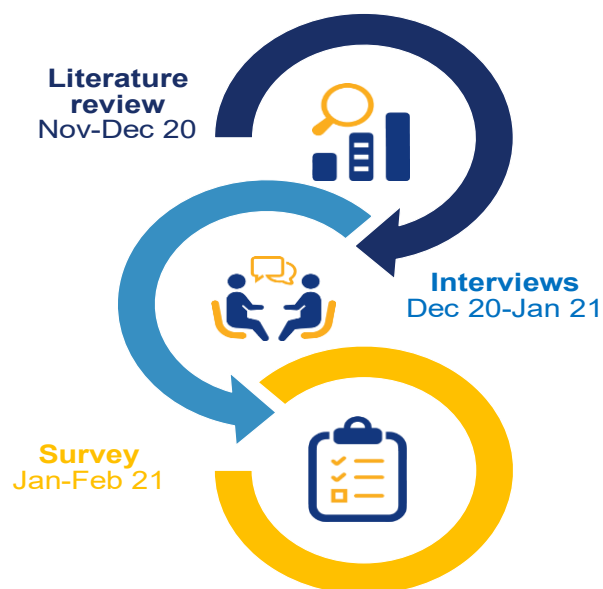 Literature
review
Nov-Dec 20
Interviews
Dec 20-Jan 21
Survey
Jan-Feb 21